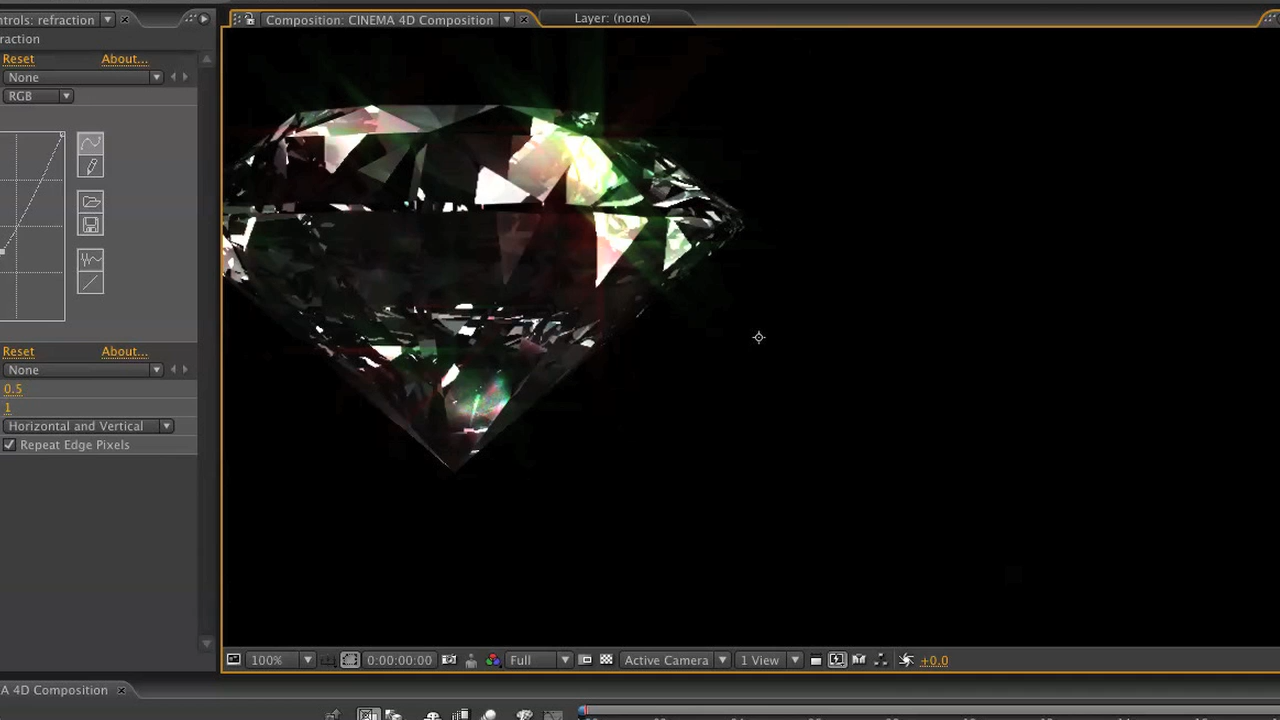 ntrols: refraction
Composition: CINEMA 4D Composition
Layer: (none)
raction
Reset About...
None
RGB
Reset About...
None
0.5
1
Horizontal and Vertical
Repeat Edge Pixels
100%
0:00:00:00
Full
Active Camera
1 View
+0.0
A 4D Composition